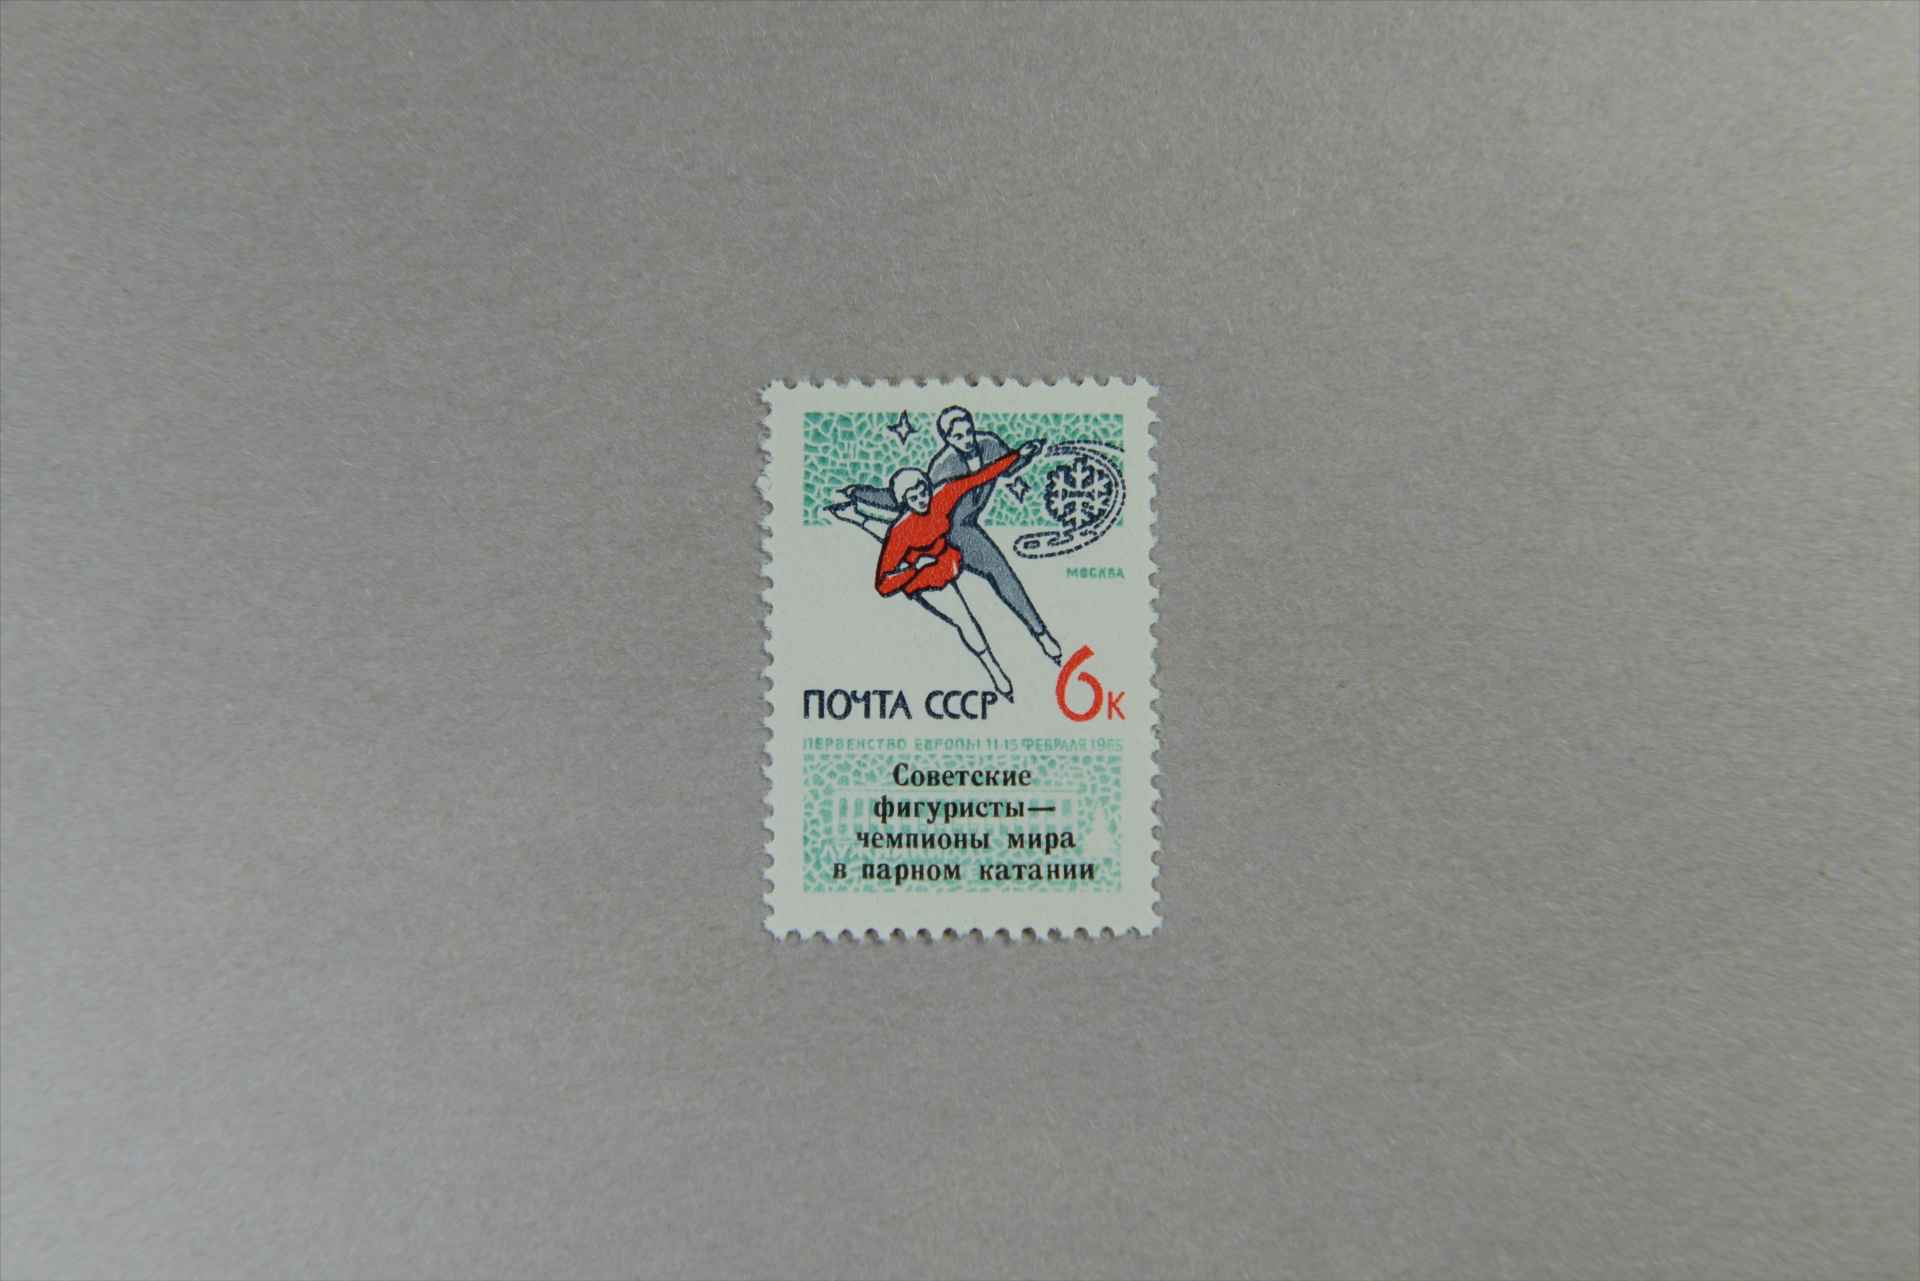 МОСКВА
ПОЧТА СССР 6К
ПЕРВЕНСТВО ЕВРОПЫ 11-15 ФЕВРАЛЯ 1965
Советские
фигуристы—
чемпионы мира
в парном катании